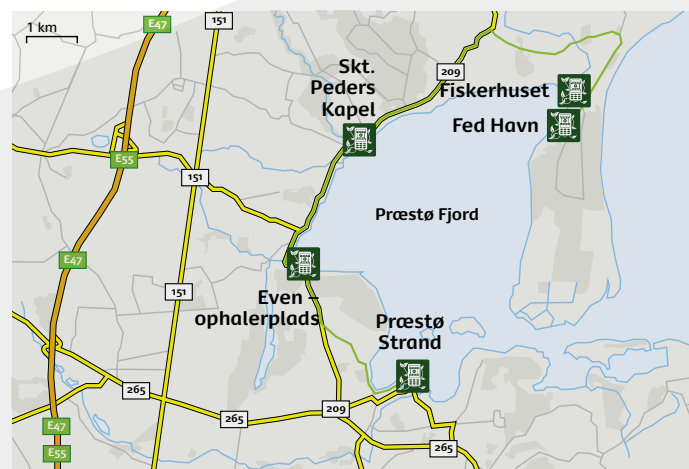 E47
151
1 km
209
Skt.
Peders
Kapel
Fiskerhuset
Fed Havn
E55
151
Præstø Fjord
E47
151
Even –
ophalerplads
Præstø
Strand
265
265
209
E47
265
E55